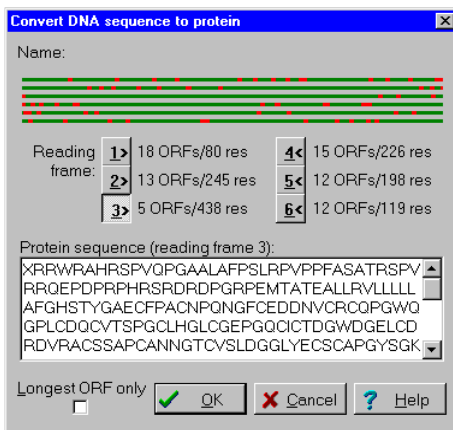 Convert DNA sequence to protein
Name:
Reading frame:
1> 18 ORFs/80 res
4< 15 ORFs/226 res
2> 13 ORFs/245 res
5< 12 ORFs/198 res
3> 5 ORFs/438 res
6< 12 ORFs/119 res
Protein sequence (reading frame 3):
XRRWRAHRSPVQPGAALAFPSLRPVPPFASATRSPV
RRQEPDPRPHRSRDRDPGRPEMTATEALLRVLLLLL
AFGHSTYGAECFPACNPQNGFCEDDNVCRCQPGWQ
GPLCDQCVTSPGCLHGLCGEPGQCICTDGWDGELCD
RDVRACSSAPCANNGTCVSLDGGLYECSCAPGYSGK
Longest ORF only
OK
Cancel
Help